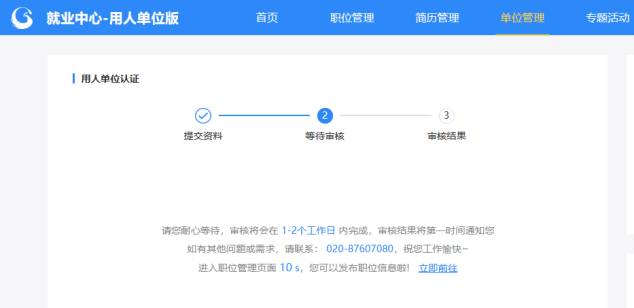 就业中心-用人单位版 首页 职位管理 简历管理 单位管理 专题活动
用人单位认证
2 3
提交资料 等待审核 审核结果
请您耐心等待，审核将会在 1-2个工作日 内完成，审核结果将第一时间通知您
如有其他问题或需求，请联系： 020-87607080，祝您工作愉快~
进入职位管理页面 10 s，您可以发布职位信息啦! 立即前往